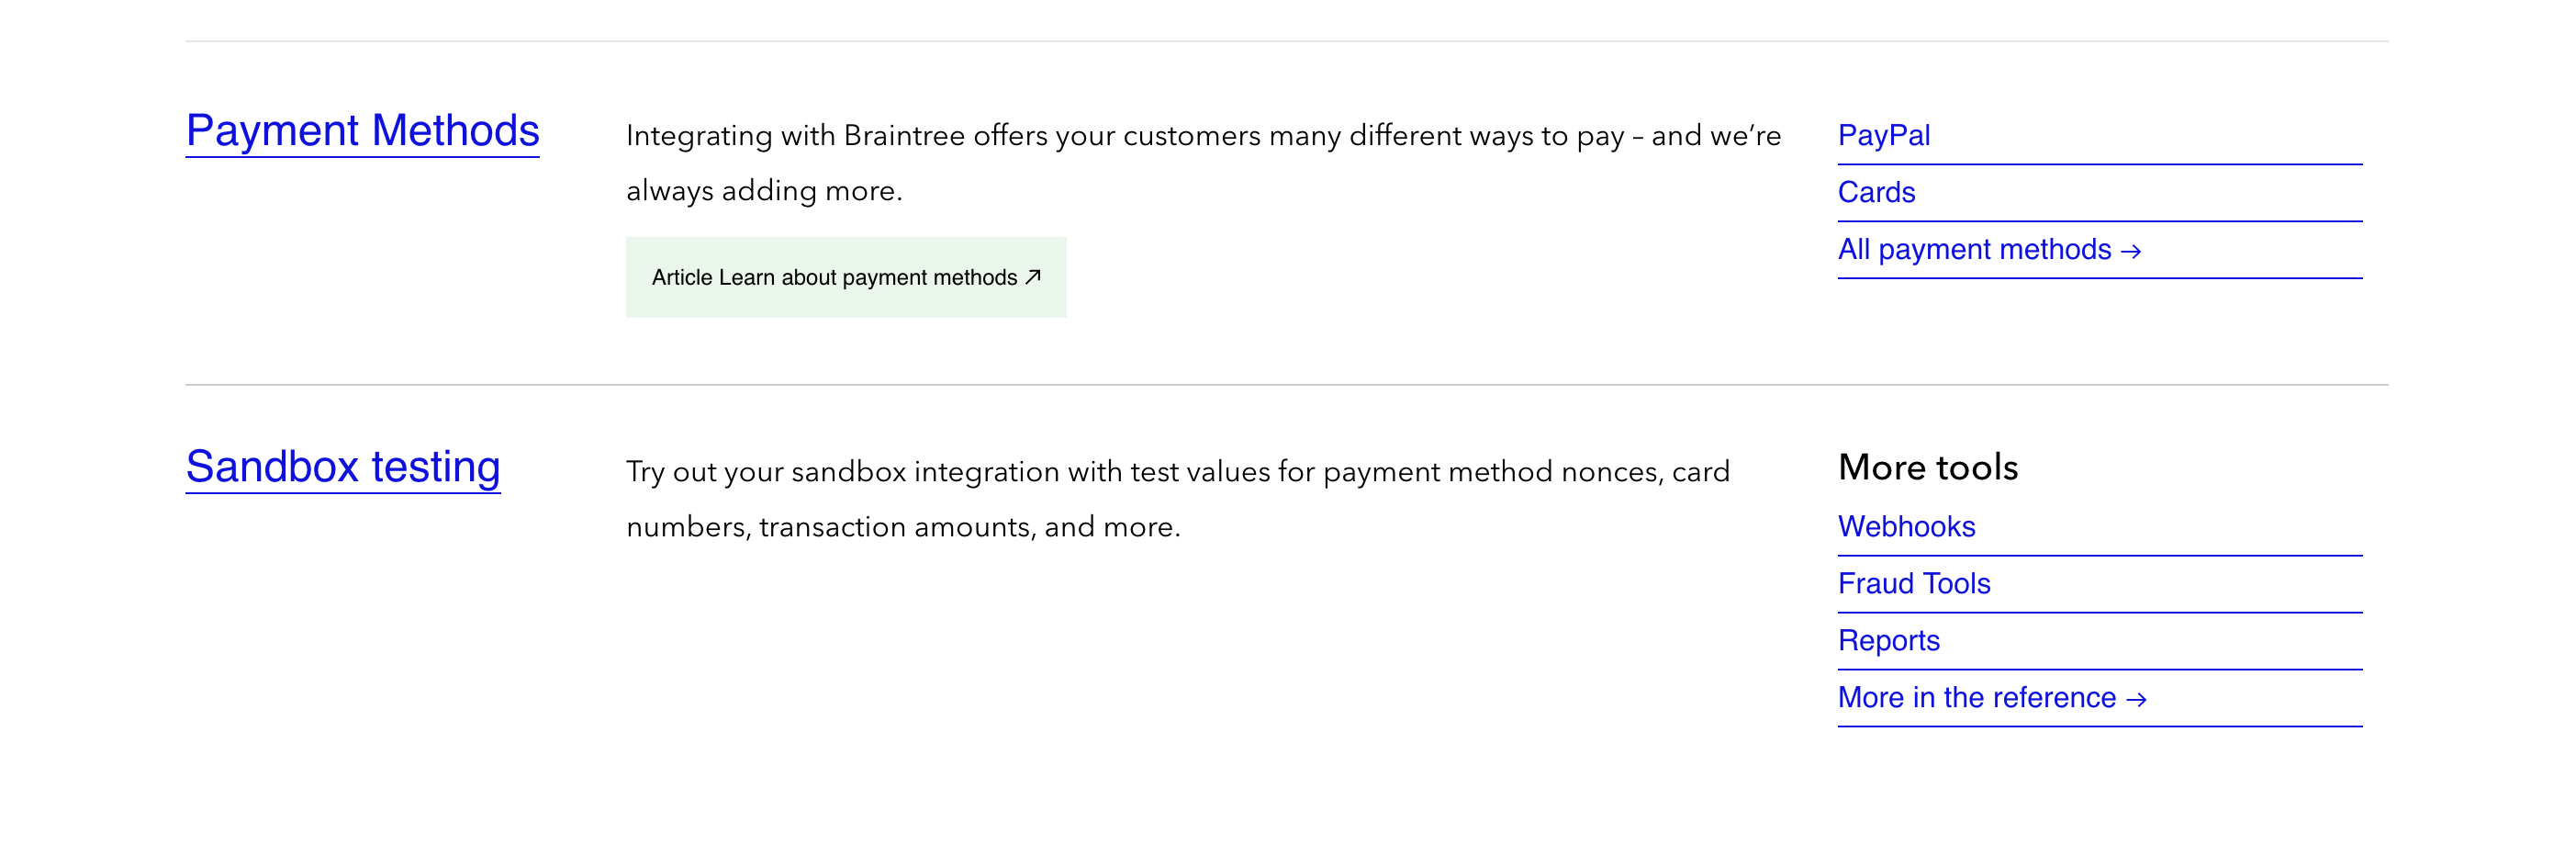 Payment Methods
Integrating with Braintree offers your customers many different ways to pay – and we’re
always adding more.
Article Learn about payment methods ↗
PayPal
Cards
All payment methods →
Sandbox testing
Try out your sandbox integration with test values for payment method nonces, card
numbers, transaction amounts, and more.
More tools
Webhooks
Fraud Tools
Reports
More in the reference →